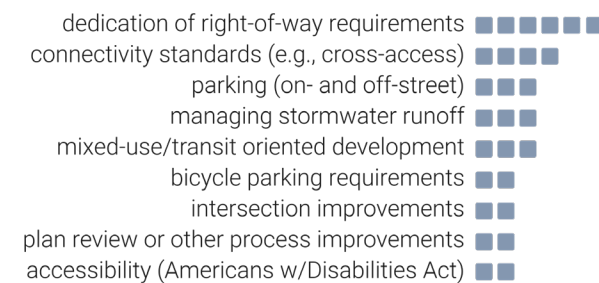 dedication of right-of-way requirements
connectivity standards (e.g., cross-access)
parking (on- and off-street)
managing stormwater runoff
mixed-use/transit oriented development
bicycle parking requirements
intersection improvements
plan review or other process improvements
accessibility (Americans w/Disabilities Act)